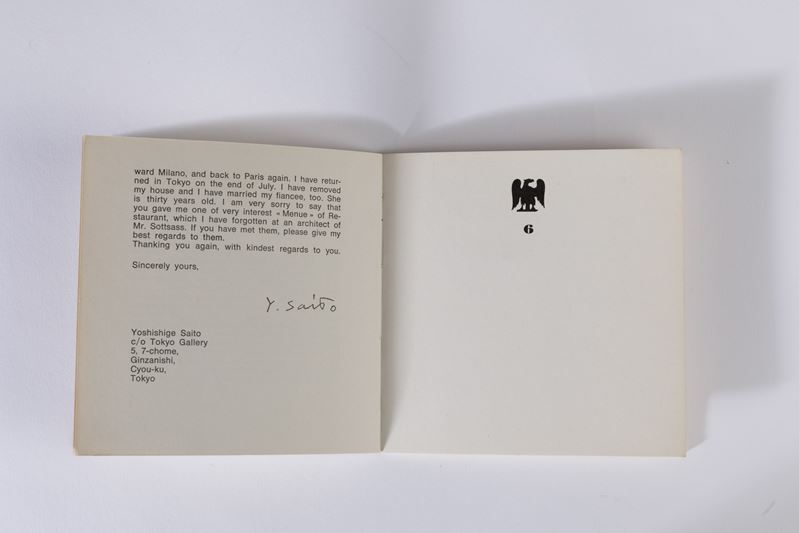 ward Milano, and back to Paris again. I have retur-
ned in Tokyo on the end of July. I have removed
my house and I have married my fiancee, too. She
is thirty years old. I am very sorry to say that
you gave me one of very interest « Menue » of Re-
staurant, which I have forgotten at an architect of
Mr. Sottsass. If you have met them, please give my
best regards to them.
Thanking you again, with kindest regards to you.
Sincerely yours,
Y. Saito
Yoshishige Saito
c/o Tokyo Gallery
5, 7-chome,
Ginzanishi,
Cyou-ku,
Tokyo
6